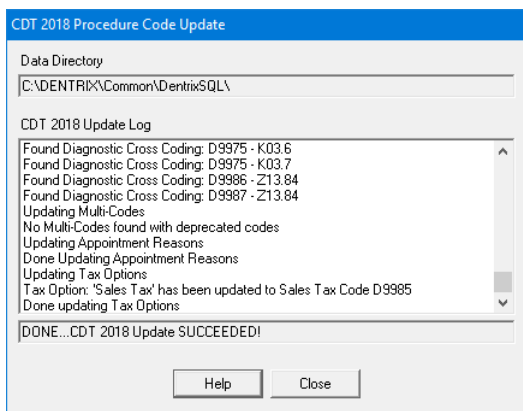 CDT 2018 Procedure Code Update
Data Directory
C:\DENTRIX\Common\DentrixSQL\
CDT 2018 Update Log
Found Diagnostic Cross Coding: D9975 - K03.6
Found Diagnostic Cross Coding: D9975 - K03.7
Found Diagnostic Cross Coding: D9986 - Z13.84
Found Diagnostic Cross Coding: D9987 - Z13.84
Updating Multi-Codes
No Multi-Codes found with deprecated codes
Updating Appointment Reasons
Done Updating Appointment Reasons
Updating Tax Options
Tax Option: 'Sales Tax' has been updated to Sales Tax Code D9985
Done updating Tax Options
DONE...CDT 2018 Update SUCCEEDED!
Help Close